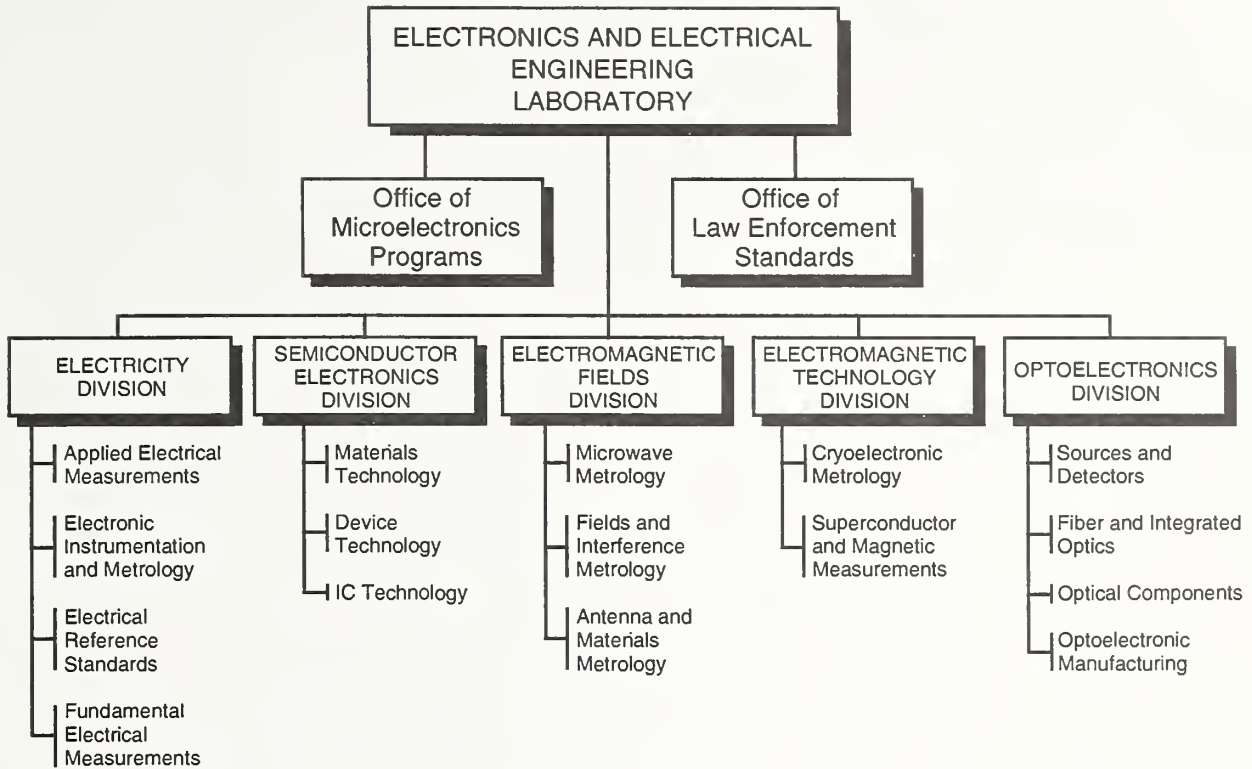 ELECTRONICS AND ELECTRICAL
ENGINEERING
LABORATORY
Office of
Microelectronics
Programs
Office of
Law Enforcement
Standards
ELECTRICITY
DIVISION
Applied Electrical
Measurements
Electronic
Instrumentation
and Metrology
Electrical
Reference
Standards
Fundamental
Electrical
Measurements
SEMICONDUCTOR
ELECTRONICS
DIVISION
Materials
Technology
Device
Technology
IC Technology
ELECTROMAGNETIC
FIELDS
DIVISION
Microwave
Metrology
Fields and
Interference
Metrology
Antenna and
Materials
Metrology
ELECTROMAGNETIC
TECHNOLOGY
DIVISION
Cryoelectronic
Metrology
Superconductor
and Magnetic
Measurements
OPTOELECTRONICS
DIVISION
Sources and
Detectors
Fiber and Integrated
Optics
Optical Components
Optoelectronic
Manufacturing